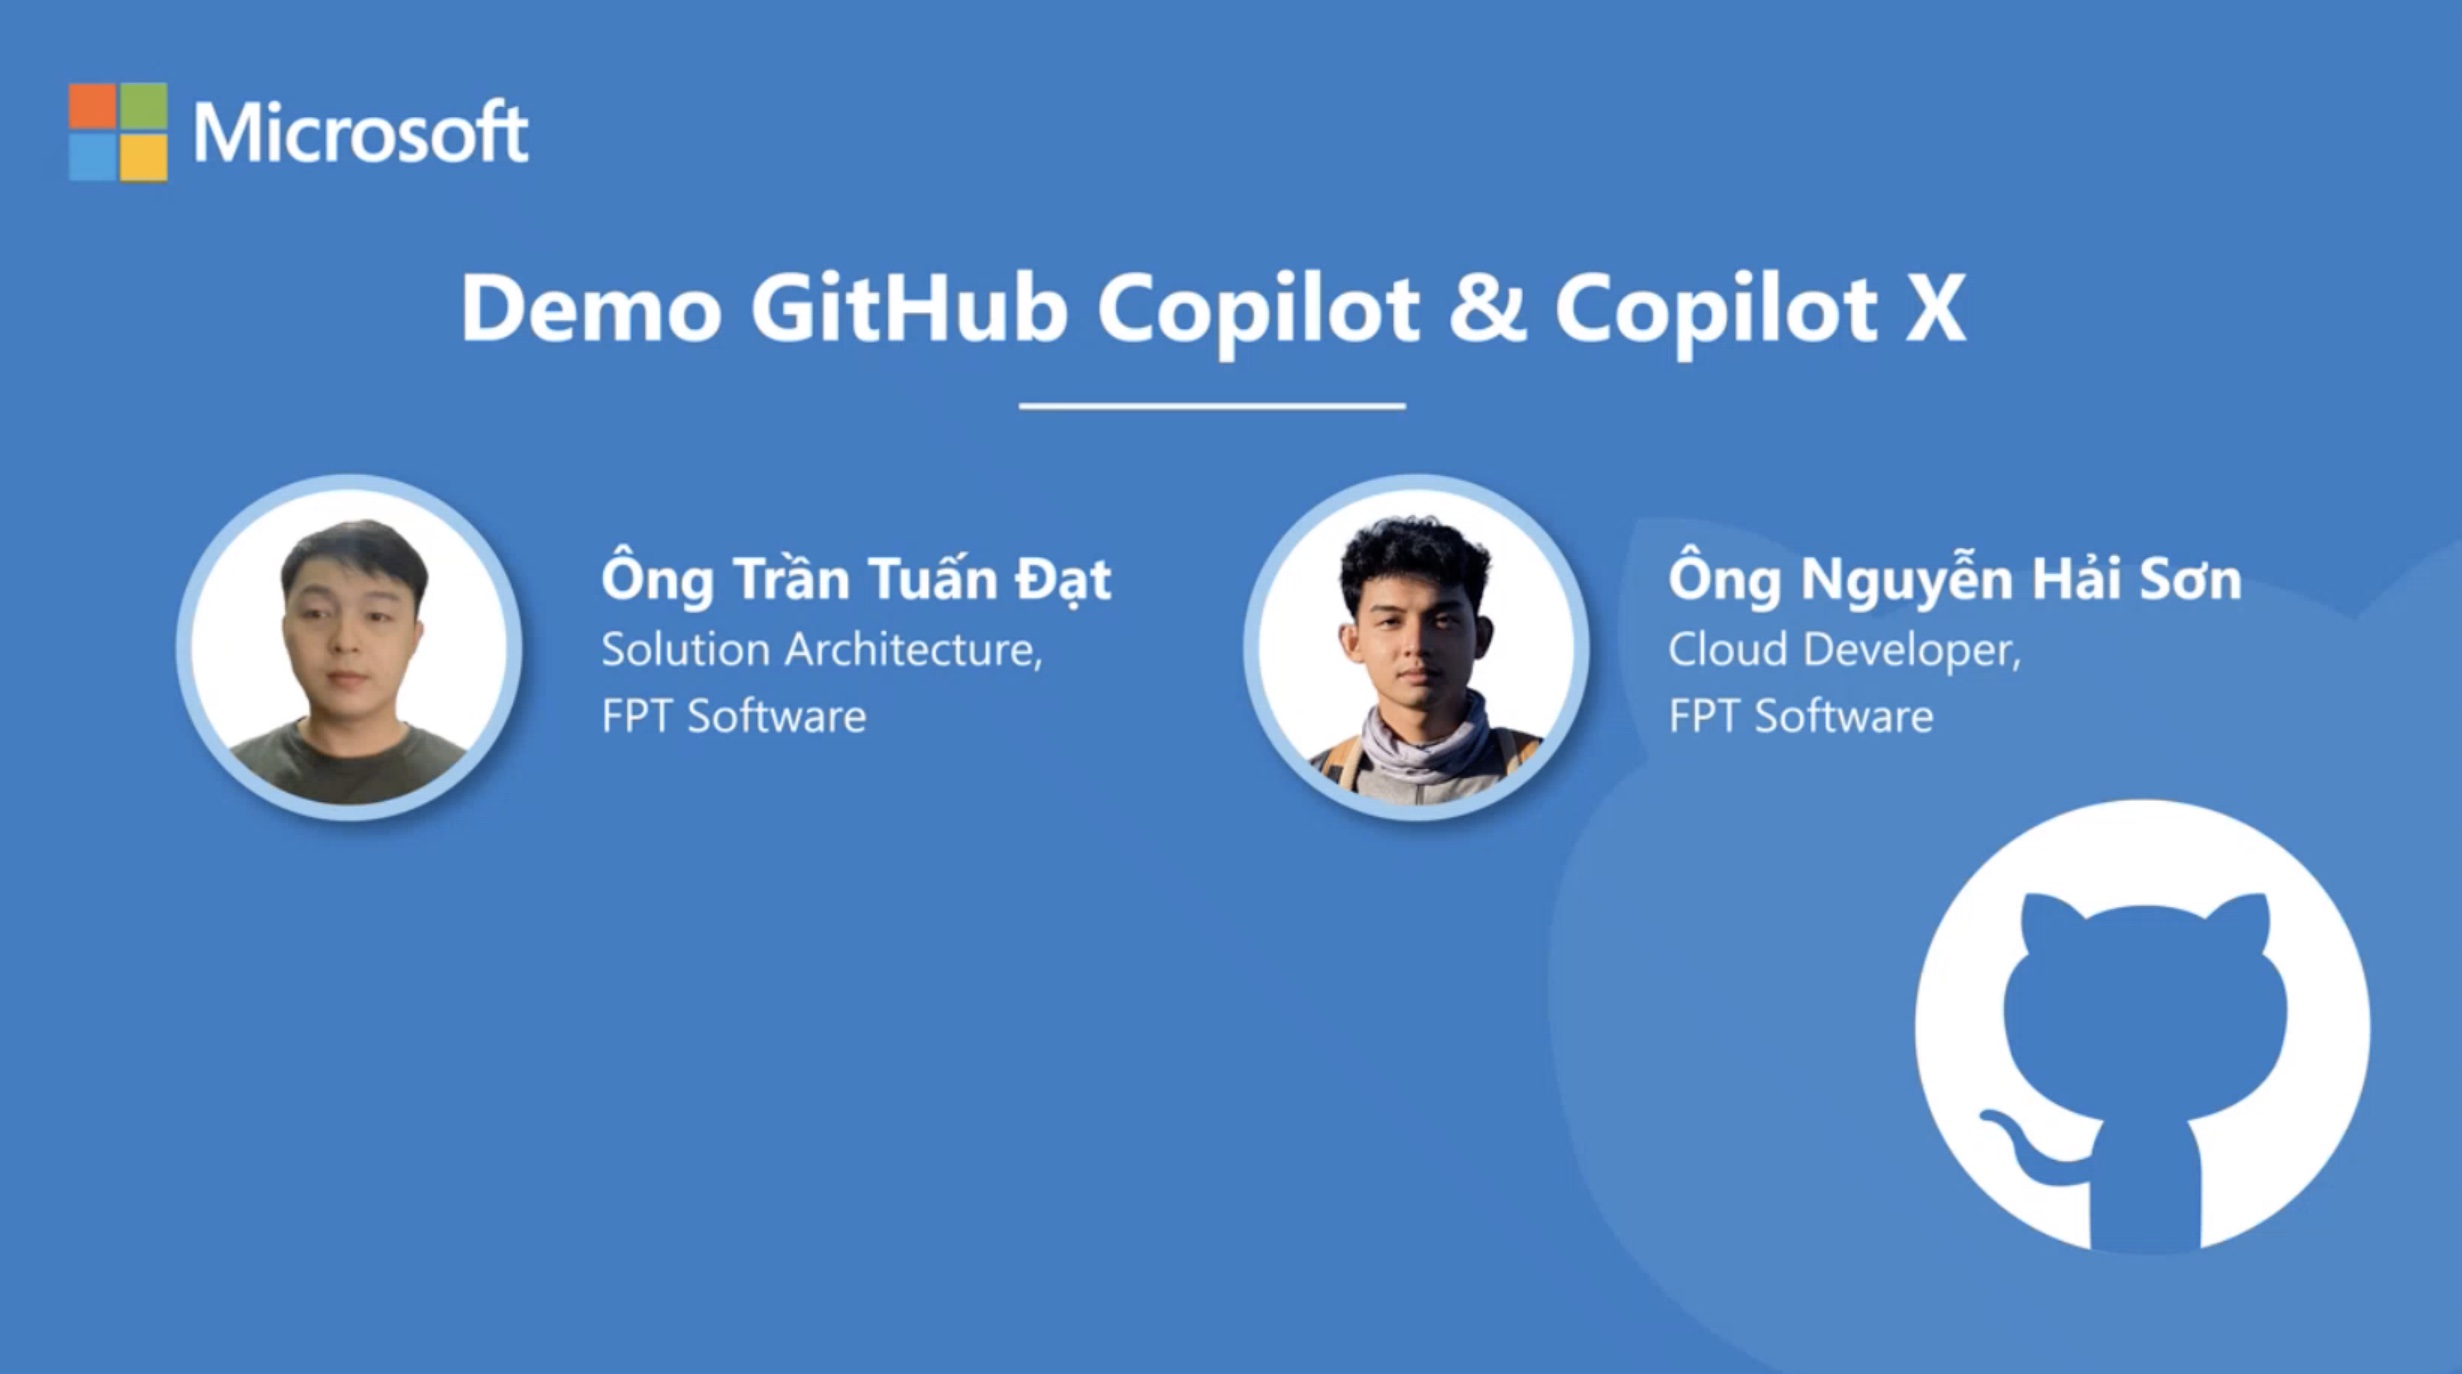 Microsoft
Demo GitHub Copilot & Copilot X
Ông Trần Tuấn Đạt
Solution Architecture,
FPT Software
Ông Nguyễn Hải Sơn
Cloud Developer,
FPT Software